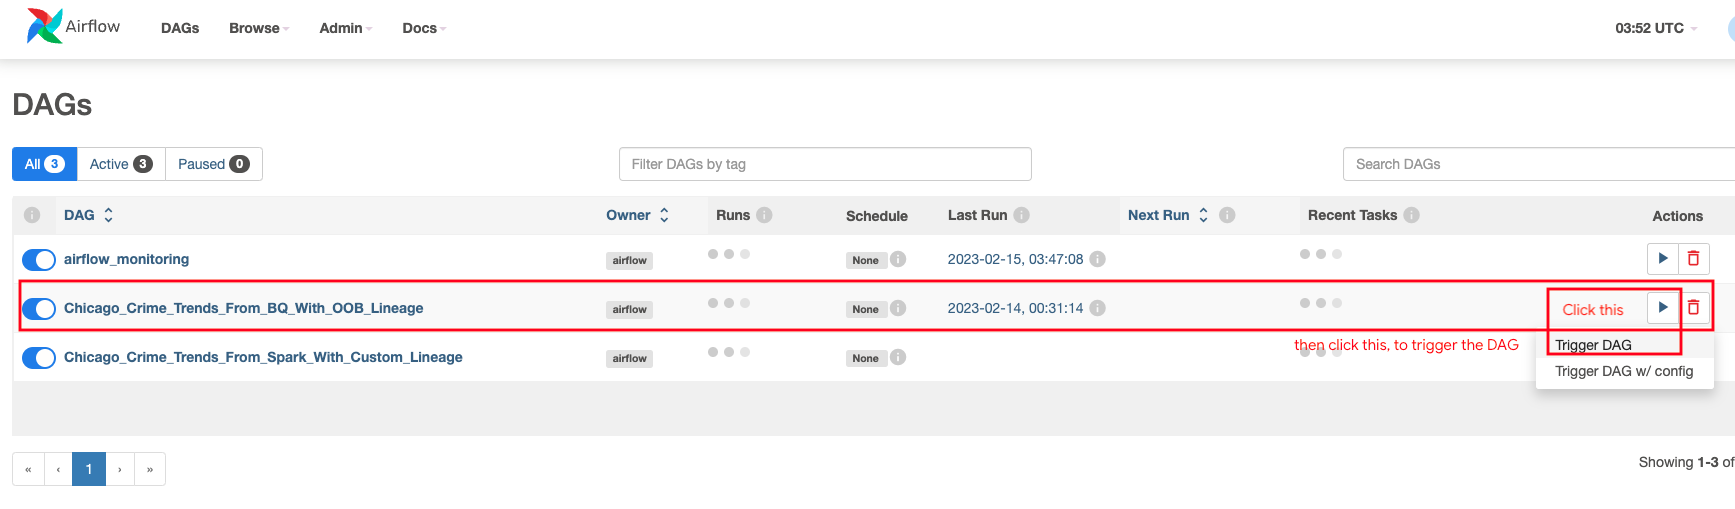 Airflow DAGs Browse Admin Docs 03:52 UTC
DAGs
All 3 Active 3 Paused 0 Filter DAGs by tag Search DAGs
DAG Owner Runs Schedule Last Run Next Run Recent Tasks Actions
airflow_monitoring airflow None 2023-02-15, 03:47:08
Chicago_Crime_Trends_From_BQ_With_OOB_Lineage airflow None 2023-02-14, 00:31:14 Click this
then click this, to trigger the DAG Trigger DAG
Chicago_Crime_Trends_From_Spark_With_Custom_Lineage airflow None
Trigger DAG w/ config
« ‹ 1 › »
Showing 1-3 of